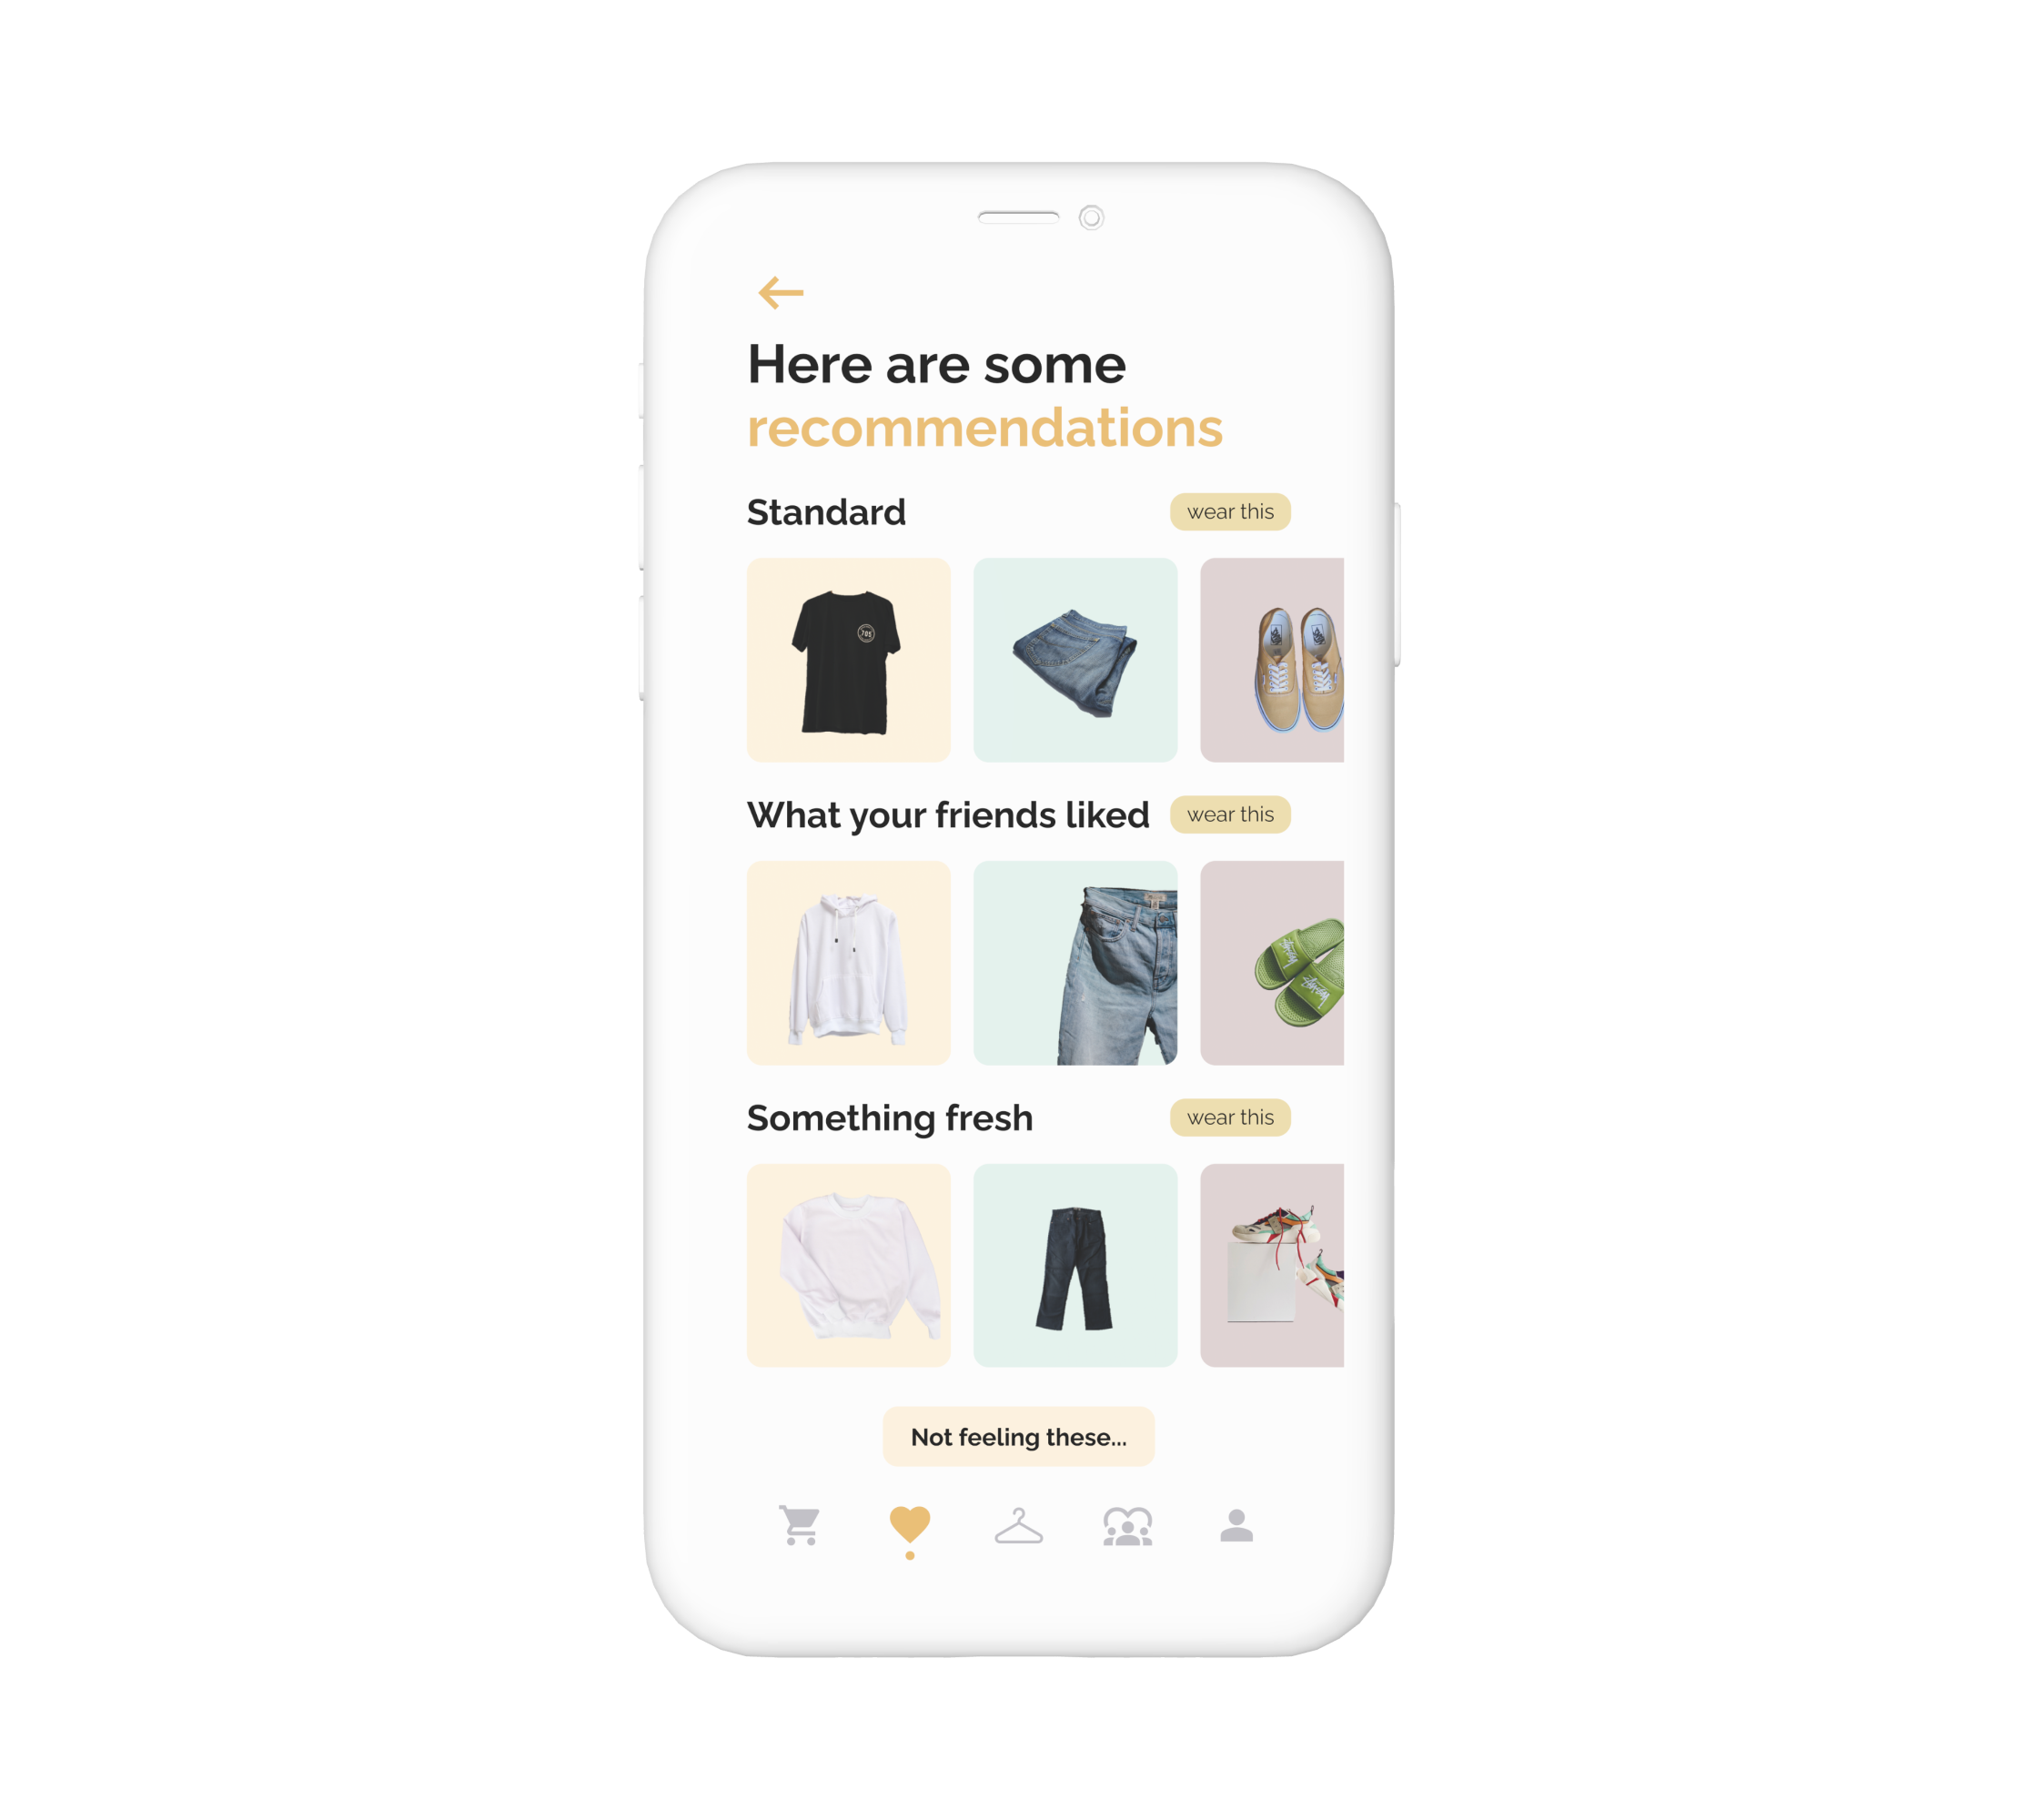 Here are some
recommendations
Standard
wear this
705
What your friends liked
wear this
Something fresh
wear this
Not feeling these...